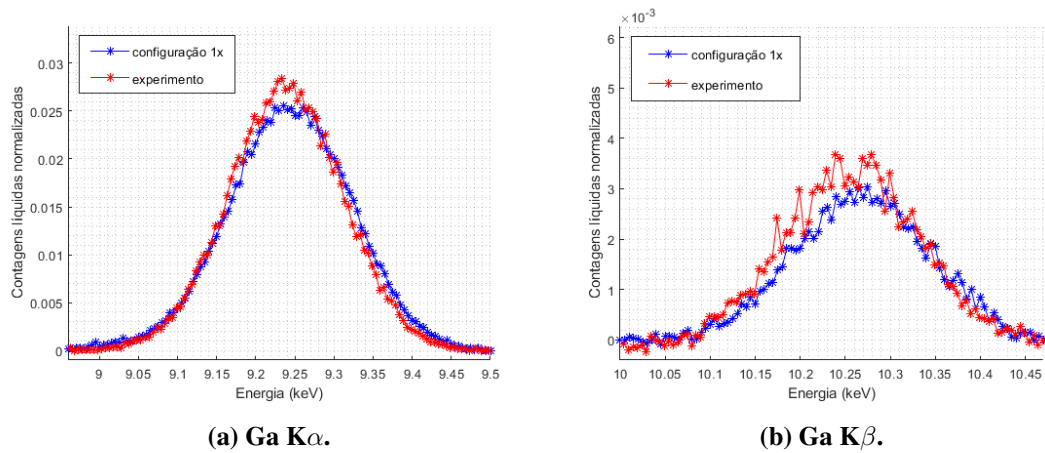 configuração 1x
experimento
Contagens líquidas normalizadas
0.03
0.025
0.02
0.015
0.01
0.005
0
9 9.05 9.1 9.15 9.2 9.25 9.3 9.35 9.4 9.45 9.5
Energia (keV)
(a) Ga Kα.
×10⁻³
configuração 1x
experimento
Contagens líquidas normalizadas
6
5
4
3
2
1
0
10 10.05 10.1 10.15 10.2 10.25 10.3 10.35 10.4 10.45
Energia (keV)
(b) Ga Kβ.